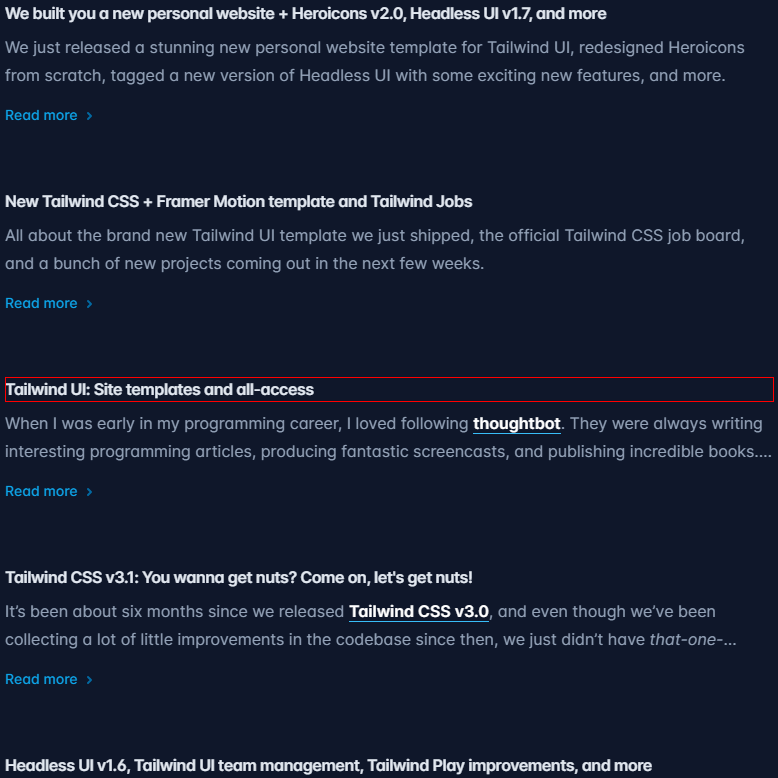 We built you a new personal website + Heroicons v2.0, Headless UI v1.7, and more
We just released a stunning new personal website template for Tailwind UI, redesigned Heroicons
from scratch, tagged a new version of Headless UI with some exciting new features, and more.
Read more
New Tailwind CSS + Framer Motion template and Tailwind Jobs
All about the brand new Tailwind UI template we just shipped, the official Tailwind CSS job board,
and a bunch of new projects coming out in the next few weeks.
Read more
Tailwind UI: Site templates and all-access
When I was early in my programming career, I loved following thoughtbot. They were always writing
interesting programming articles, producing fantastic screencasts, and publishing incredible books....
Read more
Tailwind CSS v3.1: You wanna get nuts? Come on, let's get nuts!
It’s been about six months since we released Tailwind CSS v3.0, and even though we’ve been
collecting a lot of little improvements in the codebase since then, we just didn’t have that-one-...
Read more
Headless UI v1.6, Tailwind UI team management, Tailwind Play improvements, and more